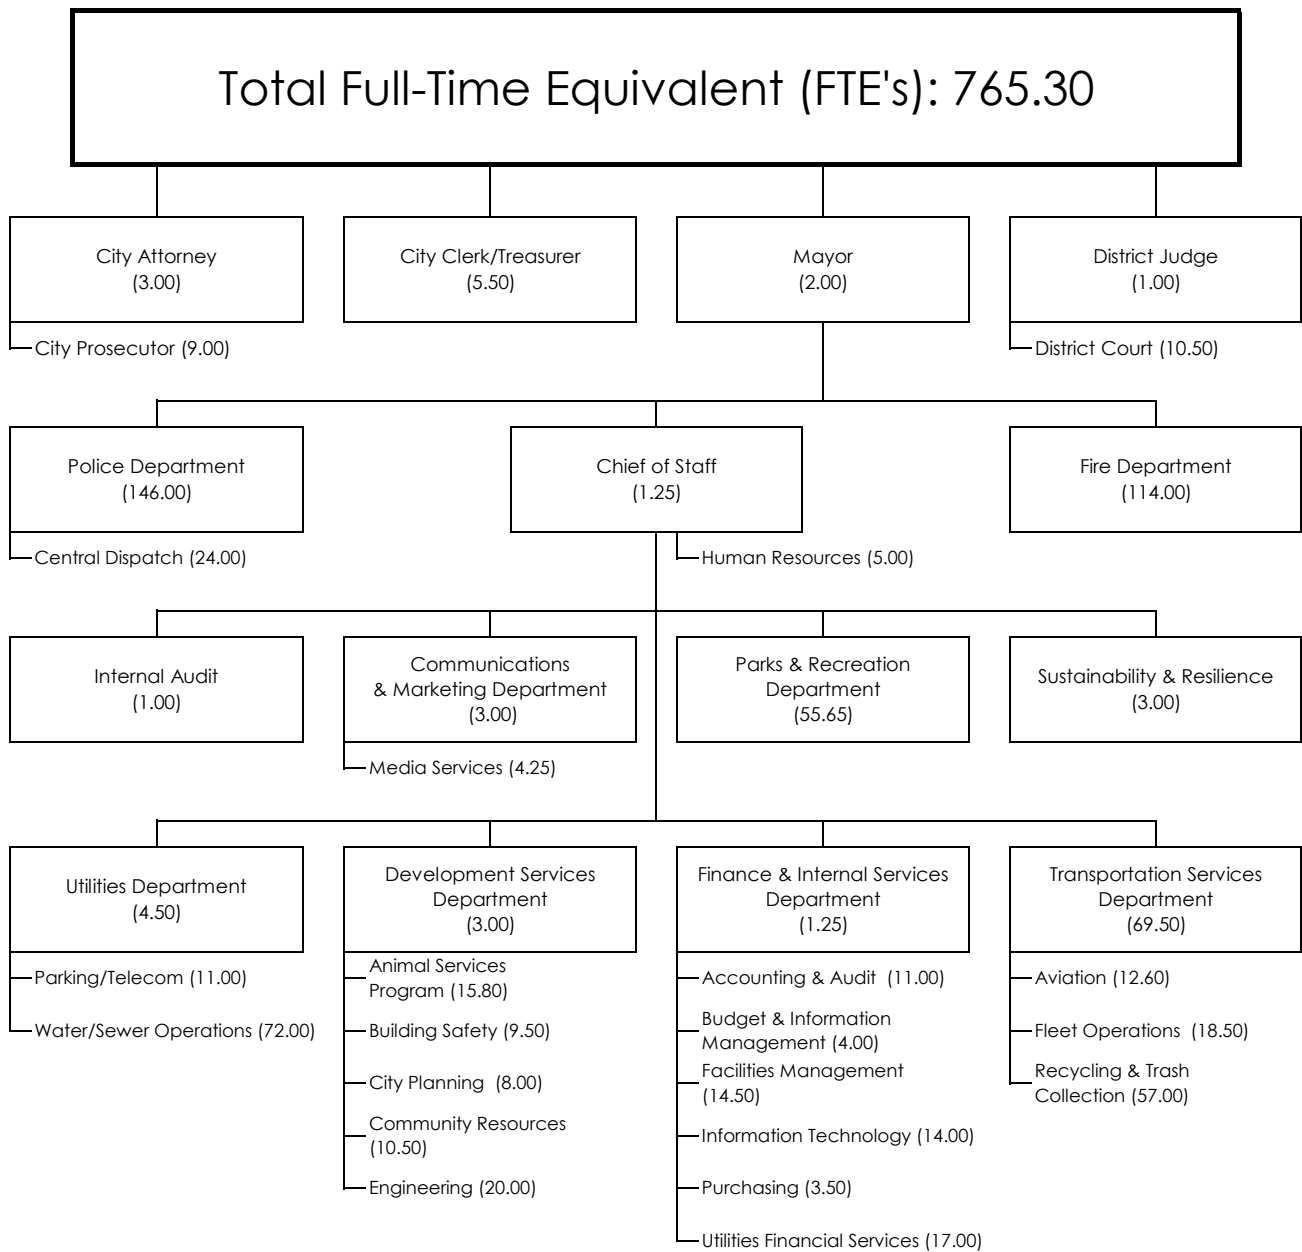 Total Full-Time Equivalent (FTE's): 765.30
City Attorney
(3.00)
City Clerk/Treasurer
(5.50)
Mayor
(2.00)
District Judge
(1.00)
City Prosecutor (9.00)
District Court (10.50)
Police Department
(146.00)
Chief of Staff
(1.25)
Fire Department
(114.00)
Central Dispatch (24.00)
Human Resources (5.00)
Internal Audit
(1.00)
Communications
& Marketing Department
(3.00)
Parks & Recreation
Department
(55.65)
Sustainability & Resilience
(3.00)
Media Services (4.25)
Utilities Department
(4.50)
Development Services
Department
(3.00)
Finance & Internal Services
Department
(1.25)
Transportation Services
Department
(69.50)
Parking/Telecom (11.00)
Water/Sewer Operations (72.00)
Animal Services
Program (15.80)
Building Safety (9.50)
City Planning  (8.00)
Community Resources
(10.50)
Engineering (20.00)
Accounting & Audit  (11.00)
Budget & Information
Management (4.00)
Facilities Management
(14.50)
Information Technology (14.00)
Purchasing (3.50)
Utilities Financial Services (17.00)
Aviation (12.60)
Fleet Operations  (18.50)
Recycling & Trash
Collection (57.00)